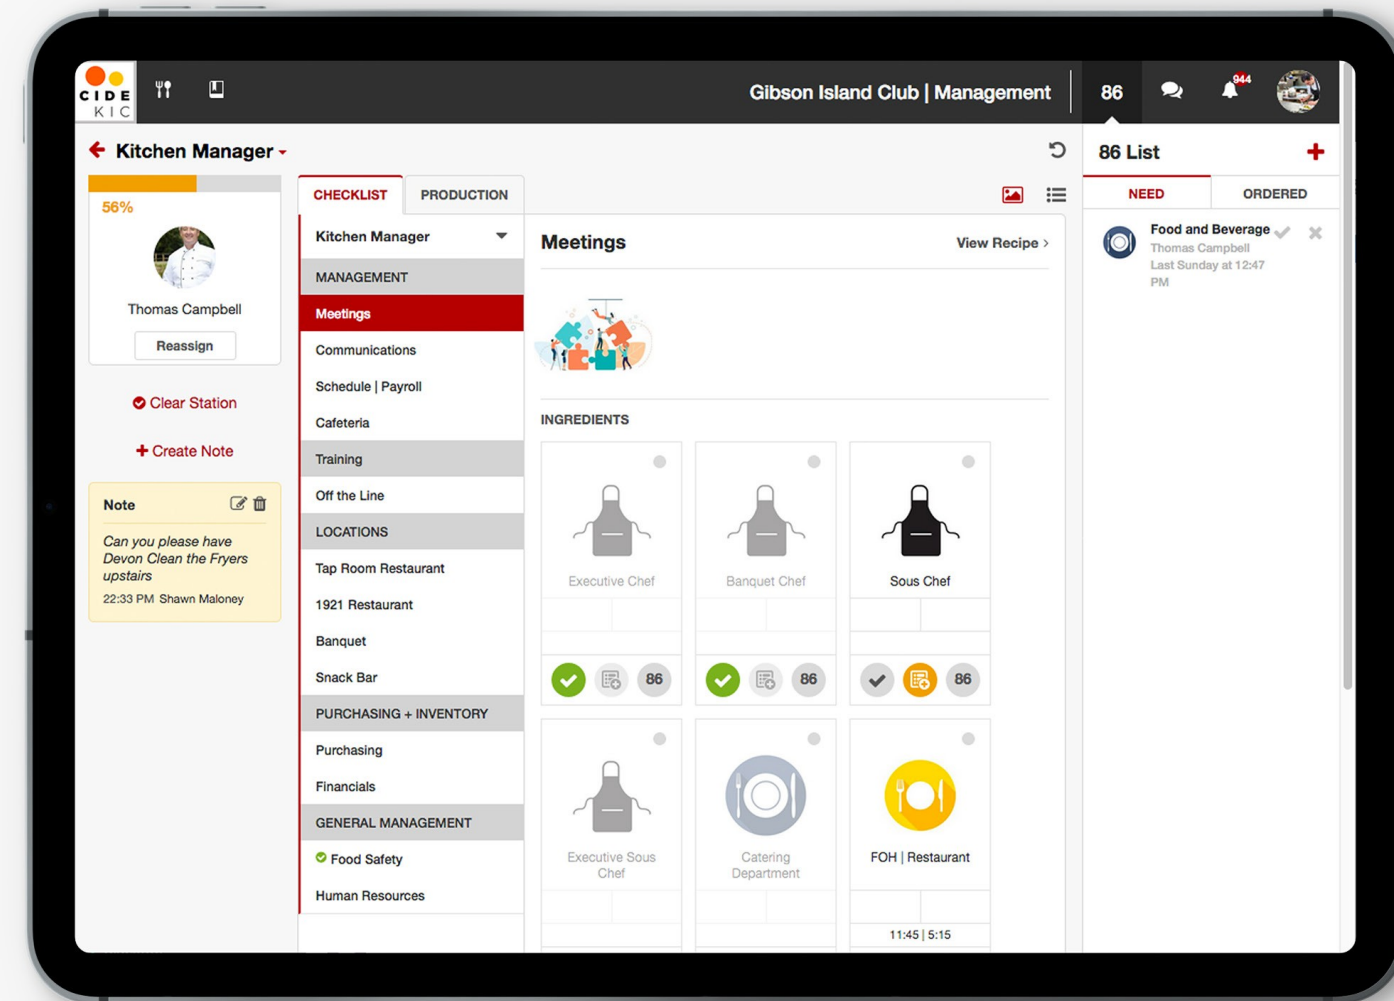 CIDE
KIC
Gibson Island Club | Management
86
944
Kitchen Manager
86 List
56%
Thomas Campbell
Reassign
Clear Station
Create Note
Note
Can you please have
Devon Clean the Fryers
upstairs
22:33 PM Shawn Maloney
CHECKLIST
PRODUCTION
Kitchen Manager
MANAGEMENT
Meetings
Communications
Schedule | Payroll
Cafeteria
Training
Off the Line
LOCATIONS
Tap Room Restaurant
1921 Restaurant
Banquet
Snack Bar
PURCHASING + INVENTORY
Purchasing
Financials
GENERAL MANAGEMENT
Food Safety
Human Resources
Meetings
View Recipe >
INGREDIENTS
Executive Chef
Banquet Chef
Sous Chef
86
86
86
Executive Sous
Chef
Catering
Department
FOH | Restaurant
11:45 | 5:15
NEED
ORDERED
Food and Beverage
Thomas Campbell
Last Sunday at 12:47
PM